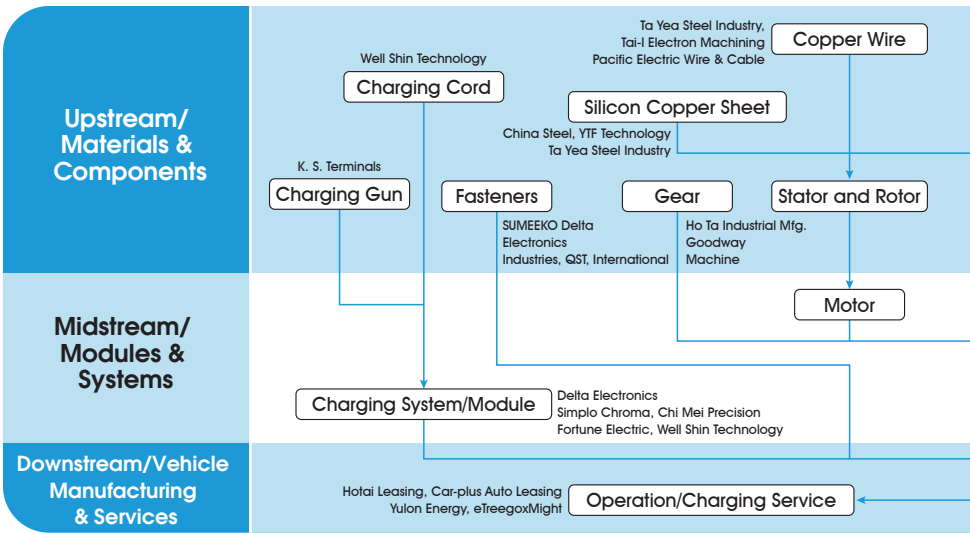 Upstream/
Materials &
Components
Ta Yea Steel Industry,
Tai-I Electron Machining
Pacific Electric Wire & Cable
Copper Wire
Well Shin Technology
Charging Cord
Silicon Copper Sheet
China Steel, YTF Technology
Ta Yea Steel Industry
K. S. Terminals
Charging Gun
Fasteners
SUMEEKO Delta
Electronics
Industries, QST, International
Gear
Ho Ta Industrial Mfg.
Goodway
Machine
Stator and Rotor
Midstream/
Modules &
Systems
Motor
Charging System/Module
Delta Electronics
Simplo Chroma, Chi Mei Precision
Fortune Electric, Well Shin Technology
Downstream/Vehicle
Manufacturing
& Services
Hotai Leasing, Car-plus Auto Leasing
Yulon Energy, eTreegoxMight
Operation/Charging Service